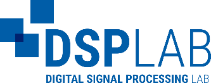 DSPLAB
DIGITAL SIGNAL PROCESSING LAB